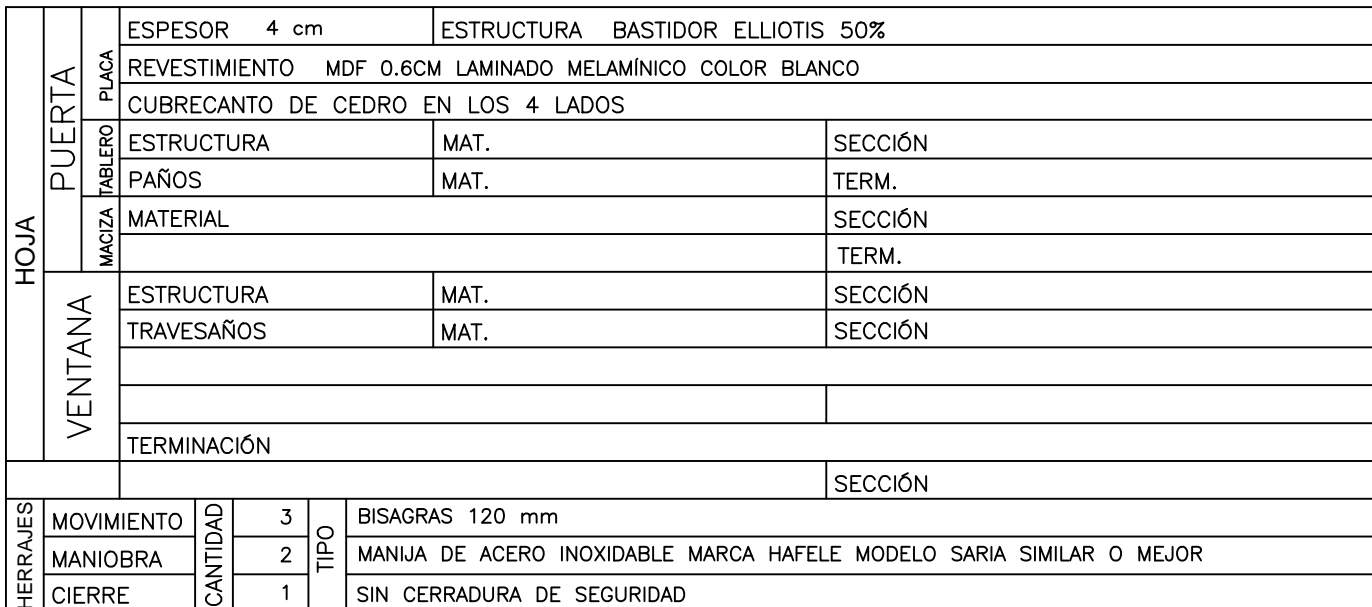 HOJA
PUERTA
PLACA
ESPESOR 4 cm ESTRUCTURA BASTIDOR ELLIOTIS 50%
REVESTIMIENTO MDF 0.6CM LAMINADO MELAMÍNICO COLOR BLANCO
CUBRECANTO DE CEDRO EN LOS 4 LADOS
TABLERO
ESTRUCTURA MAT. SECCIÓN
PAÑOS MAT. TERM.
MACIZA
MATERIAL SECCIÓN
TERM.
VENTANA
ESTRUCTURA MAT. SECCIÓN
TRAVESAÑOS MAT. SECCIÓN
TERMINACIÓN
SECCIÓN
HERRAJES
CANTIDAD
TIPO
MOVIMIENTO 3 BISAGRAS 120 mm
MANIOBRA 2 MANIJA DE ACERO INOXIDABLE MARCA HAFELE MODELO SARIA SIMILAR O MEJOR
CIERRE 1 SIN CERRADURA DE SEGURIDAD